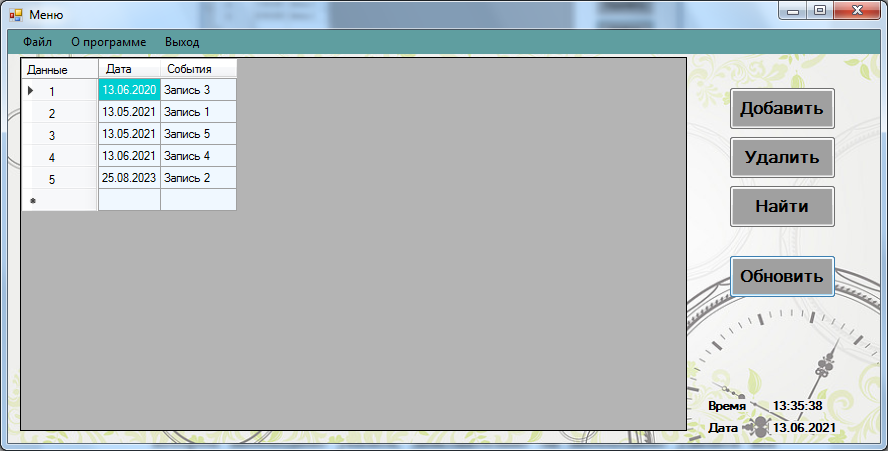 Меню
Файл О программе Выход
Данные Дата События
1 13.06.2020 Запись 3
2 13.05.2021 Запись 1
3 13.05.2021 Запись 5
4 13.06.2021 Запись 4
5 25.08.2023 Запись 2
*
Добавить
Удалить
Найти
Обновить
Время 13:35:38
Дата 13.06.2021